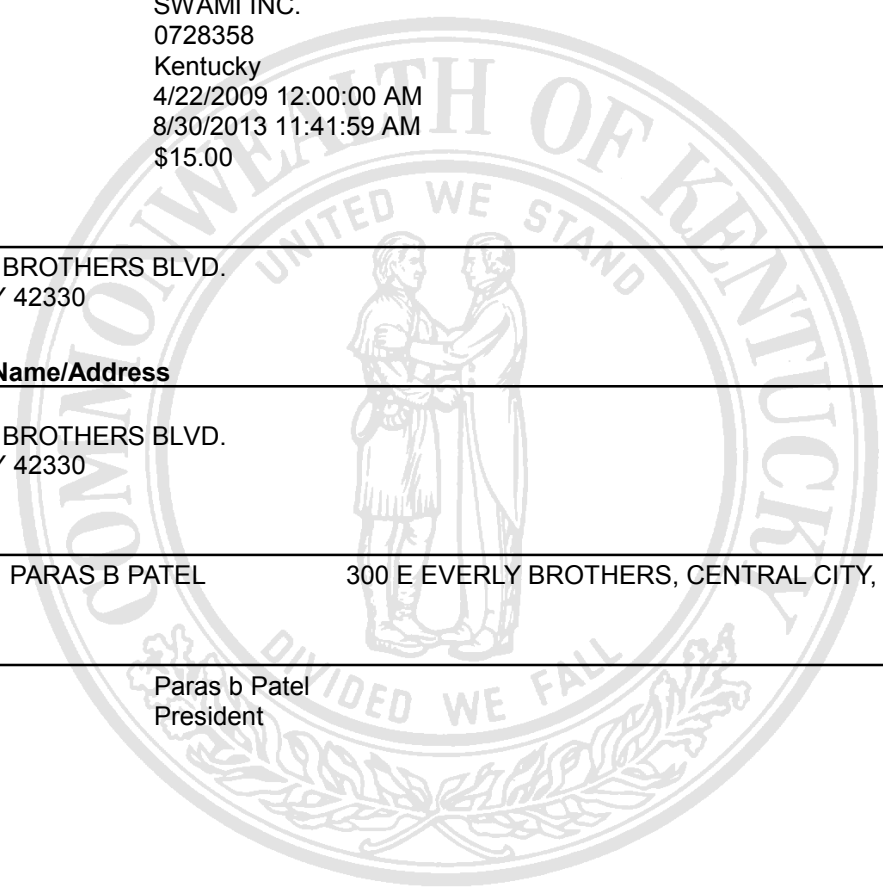 SWAMI INC.
0728358
Kentucky
4/22/2009 12:00:00 AM
8/30/2013 11:41:59 AM
$15.00
BROTHERS BLVD.
42330
Name/Address
BROTHERS BLVD.
42330
PARAS B PATEL 300 E EVERLY BROTHERS, CENTRAL CITY,
Paras b Patel
President
COMMONWEALTH OF KENTUCKY
UNITED WE STAND
DIVIDED WE FALL